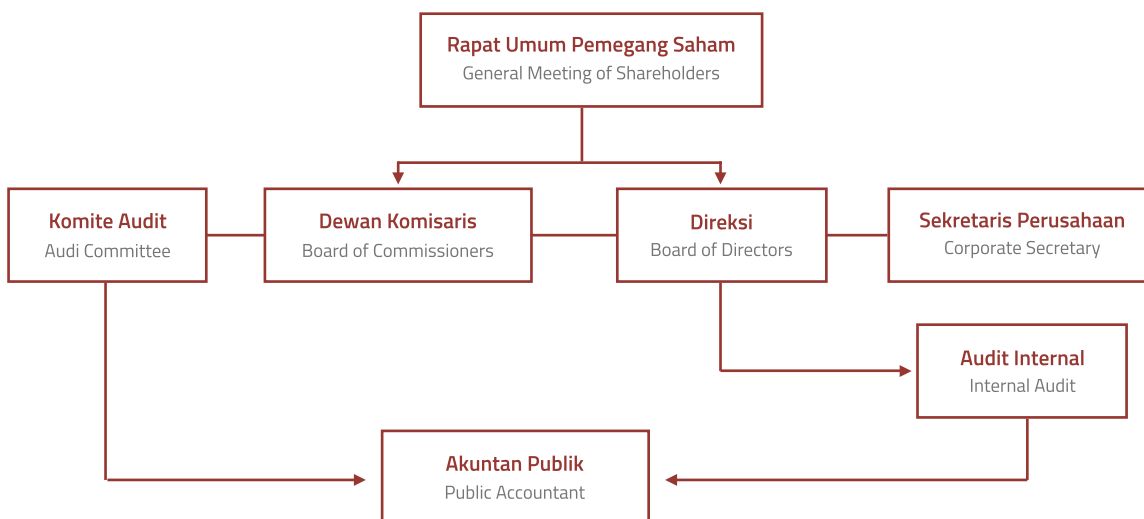 Rapat Umum Pemegang Saham
General Meeting of Shareholders
Komite Audit
Audi Committee
Dewan Komisaris
Board of Commissioners
Direksi
Board of Directors
Sekretaris Perusahaan
Corporate Secretary
Audit Internal
Internal Audit
Akuntan Publik
Public Accountant